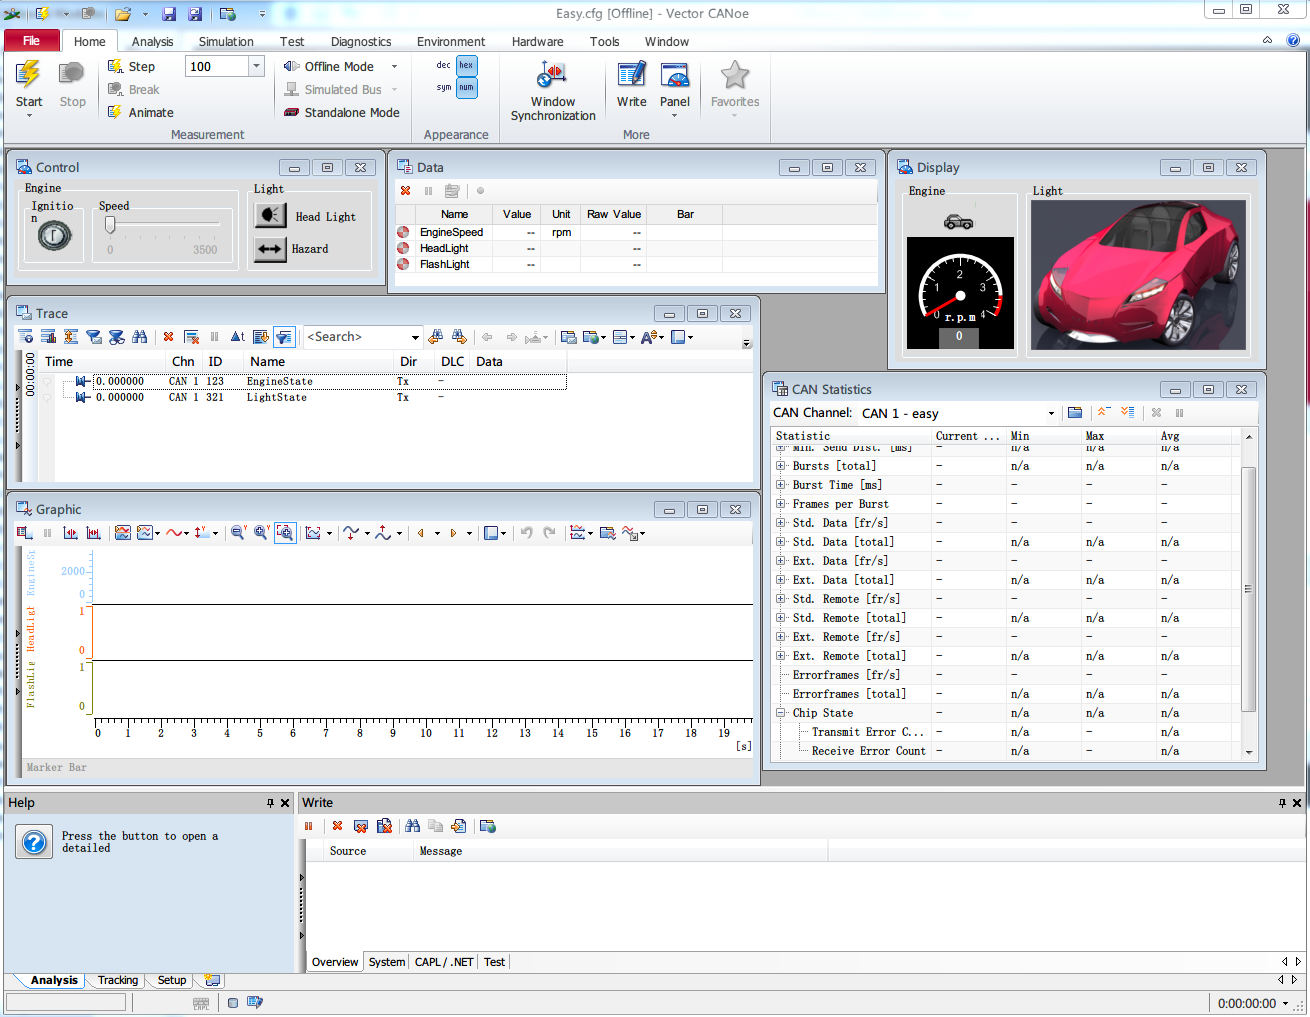 Easy.cfg [Offline] - Vector CANoe
File Home Analysis Simulation Test Diagnostics Environment Hardware Tools Window
Start
Stop
Step 100
Break
Animate
Measurement
Offline Mode
Simulated Bus
Standalone Mode
dec hex
sym num
Appearance
Window
Synchronization
Write
Panel
More
Favorites
Control
Engine
Ignitio
n
Speed
0 3500
Light
Head Light
Hazard
Data
Name Value Unit Raw Value Bar
EngineSpeed -- rpm --
HeadLight -- --
FlashLight -- --
Display
Engine
0 1 2 3 4
r.p.m
0
Light
Trace
<Search>
00:00:00
Time Chn ID Name Dir DLC Data
0.000000 CAN 1 123 EngineState Tx -
0.000000 CAN 1 321 LightState Tx -
CAN Statistics
CAN Channel: CAN 1 - easy
Statistic Current ... Min Max Avg
Min. Send Dist. [ms] - n/a n/a n/a
Bursts [total] - n/a n/a n/a
Burst Time [ms] - - - -
Frames per Burst - - - -
Std. Data [fr/s] - - - -
Std. Data [total] - n/a n/a n/a
Ext. Data [fr/s] - - - -
Ext. Data [total] - n/a n/a n/a
Std. Remote [fr/s] - - - -
Std. Remote [total] - n/a n/a n/a
Ext. Remote [fr/s] - - - -
Ext. Remote [total] - n/a n/a n/a
Errorframes [fr/s] - - - -
Errorframes [total] - n/a n/a n/a
Chip State - n/a n/a n/a
Transmit Error C... - n/a - n/a
Receive Error Count - n/a - n/a
Graphic
EngineSp
2000
0
HeadLigh
1
0
FlashLig
1
0
0 1 2 3 4 5 6 7 8 9 10 11 12 13 14 15 16 17 18 19
[s]
Marker Bar
Help
Press the button to open a
detailed
Write
Source Message
Overview System CAPL / .NET Test
Analysis Tracking Setup
CAPL
0:00:00:00